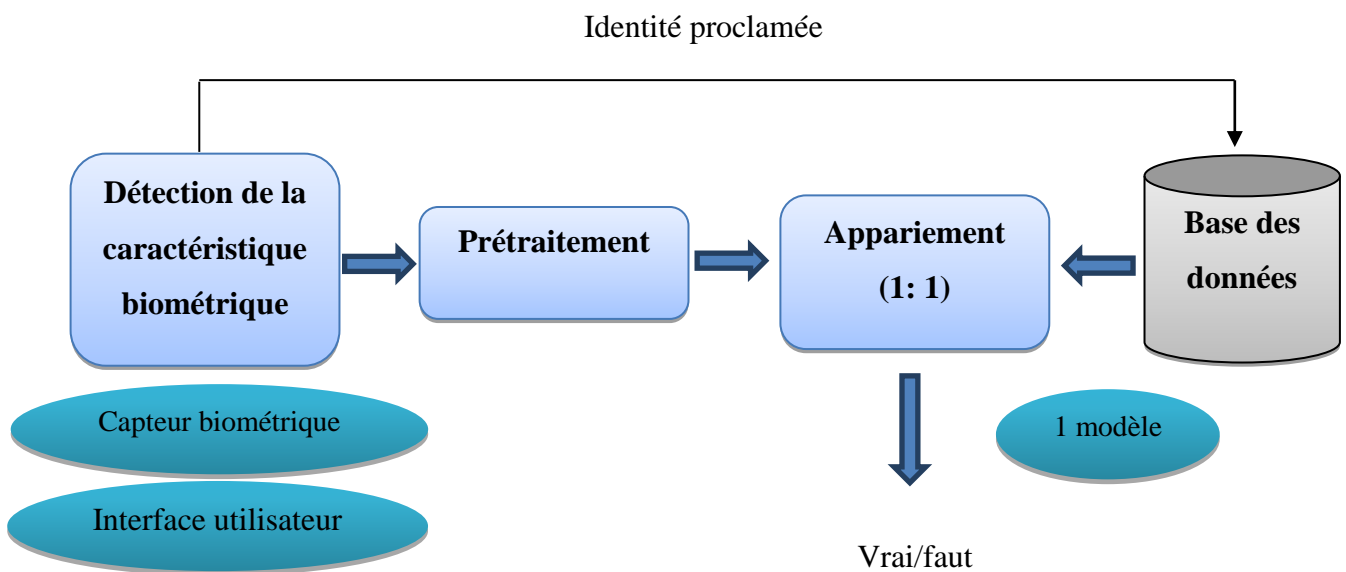 Identité proclamée
Détection de la
caractéristique
biométrique
Prétraitement
Appariement
(1: 1)
Base des
données
Capteur biométrique
1 modèle
Interface utilisateur
Vrai/faut